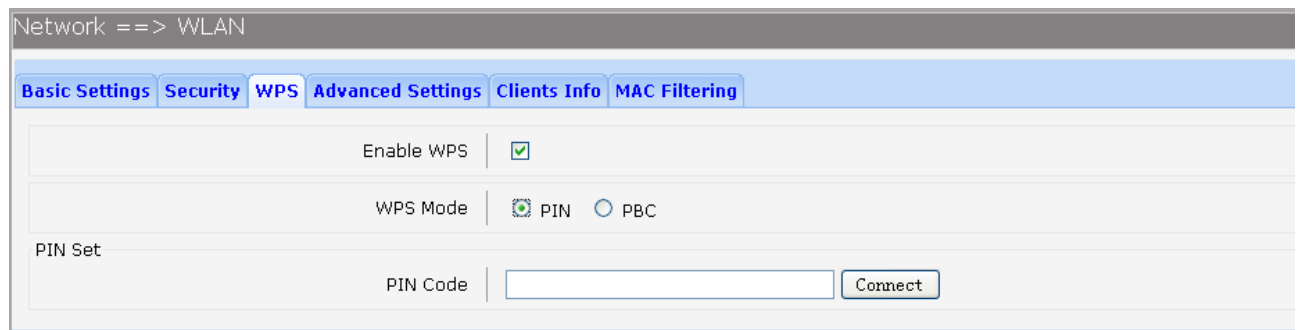 Network ==> WLAN
Basic Settings Security WPS Advanced Settings Clients Info MAC Filtering
Enable WPS
WPS Mode PIN PBC
PIN Set
PIN Code Connect